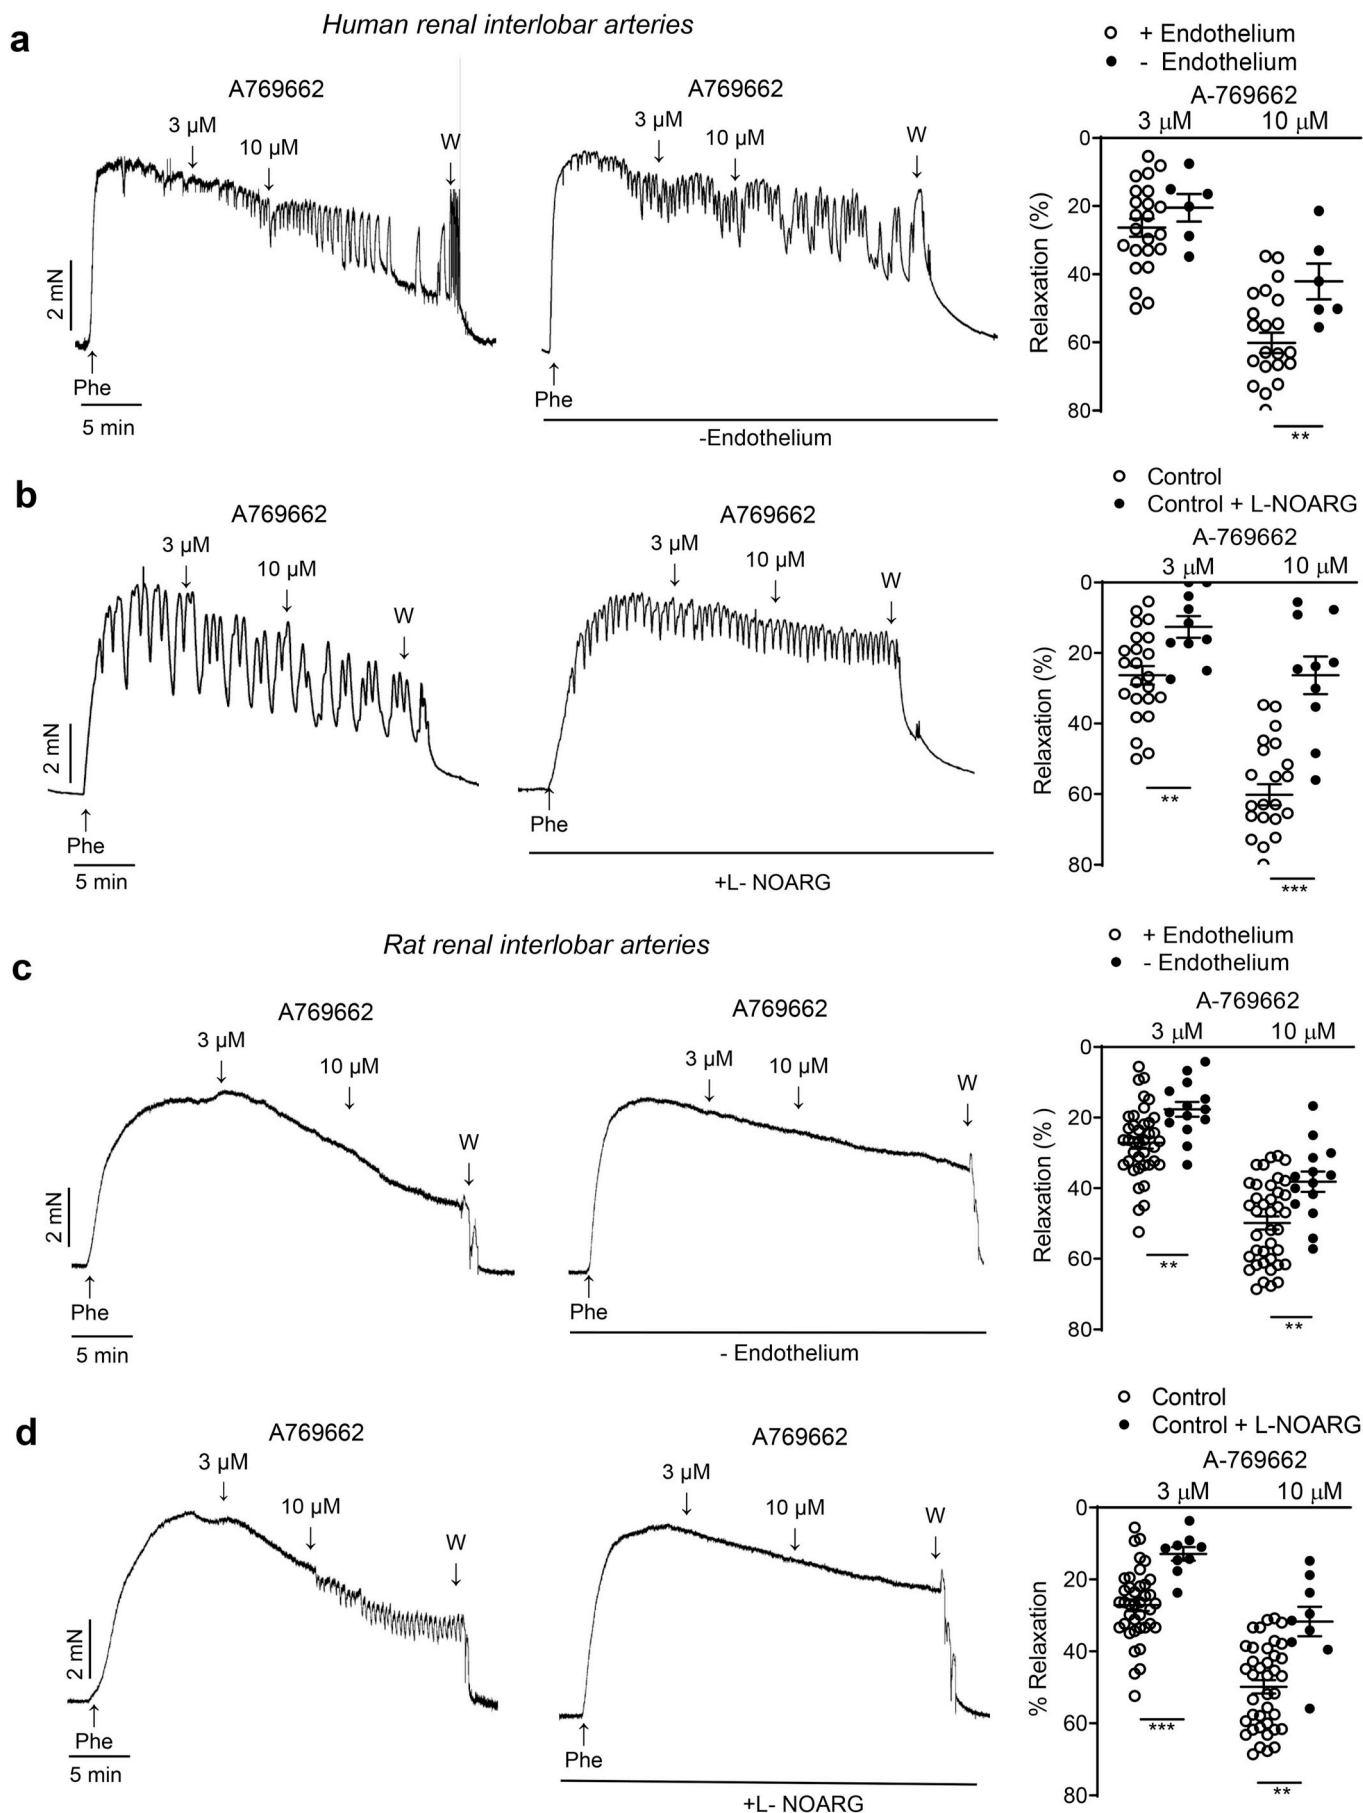 a
Human renal interlobar arteries
A769662
3 µM
10 µM
W
2 mN
Phe
5 min
A769662
3 µM
10 µM
W
Phe
-Endothelium
+ Endothelium
- Endothelium
A-769662
3 µM 10 µM
Relaxation (%)
0
20
40
60
80
**
b
A769662
3 µM
10 µM
W
2 mN
Phe
5 min
A769662
3 µM
10 µM
W
Phe
+L- NOARG
Control
Control + L-NOARG
A-769662
3 µM 10 µM
Relaxation (%)
0
20
40
60
80
**
***
Rat renal interlobar arteries
c
A769662
3 µM
10 µM
W
2 mN
Phe
5 min
A769662
3 µM
10 µM
W
Phe
- Endothelium
+ Endothelium
- Endothelium
A-769662
3 µM 10 µM
Relaxation (% )
0
20
40
60
80
**
**
d
A769662
3 µM
10 µM
W
2 mN
Phe
5 min
A769662
3 µM
10 µM
W
Phe
+L- NOARG
Control
Control + L-NOARG
A-769662
3 µM 10 µM
% Relaxation
0
20
40
60
80
***
**